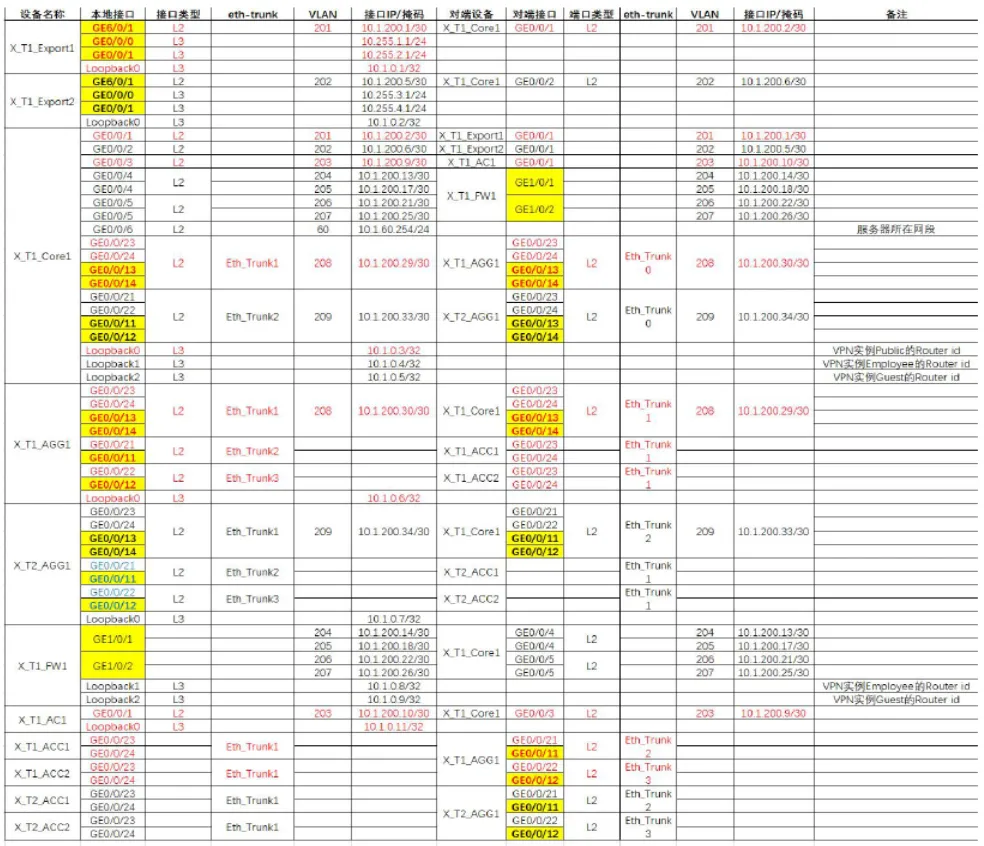 设备名称 本地接口 接口类型 eth-trunk VLAN 接口IP/掩码 对端设备 对端接口 端口类型 eth-trunk VLAN 接口IP/掩码 备注
X_T1_Export1 GE6/0/1 L2 201 10.1.200.1/30 X_T1_Core1 GE0/0/1 L2 201 10.1.200.2/30
GE0/0/0 L3 10.255.1.1/24
GE0/0/1 L3 10.255.2.1/24
Loopback0 L3 10.1.0.1/32
X_T1_Export2 GE6/0/1 L2 202 10.1.200.5/30 X_T1_Core1 GE0/0/2 L2 202 10.1.200.6/30
GE0/0/0 L3 10.255.3.1/24
GE0/0/1 L3 10.255.4.1/24
Loopback0 L3 10.1.0.2/32
X_T1_Core1 GE0/0/1 L2 201 10.1.200.2/30 X_T1_Export1 GE0/0/1 201 10.1.200.1/30
GE0/0/2 L2 202 10.1.200.6/30 X_T1_Export2 GE0/0/1 202 10.1.200.5/30
GE0/0/3 L2 203 10.1.200.9/30 X_T1_AC1 GE0/0/1 203 10.1.200.10/30
GE0/0/4 L2 204 10.1.200.13/30 X_T1_FW1 GE1/0/1 204 10.1.200.14/30
GE0/0/4 205 10.1.200.17/30 205 10.1.200.18/30
GE0/0/5 L2 206 10.1.200.21/30 GE1/0/2 206 10.1.200.22/30
GE0/0/5 207 10.1.200.25/30 207 10.1.200.26/30
GE0/0/6 L2 60 10.1.60.254/24 服务器所在网段
GE0/0/23 L2 Eth_Trunk1 208 10.1.200.29/30 X_T1_AGG1 GE0/0/23 L2 Eth_Trunk 0 208 10.1.200.30/30
GE0/0/24 GE0/0/24
GE0/0/13 GE0/0/13
GE0/0/14 GE0/0/14
GE0/0/21 L2 Eth_Trunk2 209 10.1.200.33/30 X_T2_AGG1 GE0/0/23 L2 Eth_Trunk 0 209 10.1.200.34/30
GE0/0/22 GE0/0/24
GE0/0/11 GE0/0/13
GE0/0/12 GE0/0/14
Loopback0 L3 10.1.0.3/32 VPN实例Public的Router id
Loopback1 L3 10.1.0.4/32 VPN实例Employee的Router id
Loopback2 L3 10.1.0.5/32 VPN实例Guest的Router id
X_T1_AGG1 GE0/0/23 L2 Eth_Trunk1 208 10.1.200.30/30 X_T1_Core1 GE0/0/23 L2 Eth_Trunk 1 208 10.1.200.29/30
GE0/0/24 GE0/0/24
GE0/0/13 GE0/0/13
GE0/0/14 GE0/0/14
GE0/0/21 L2 Eth_Trunk2 X_T1_ACC1 GE0/0/23 Eth_Trunk 1
GE0/0/11 GE0/0/24
GE0/0/22 L2 Eth_Trunk3 X_T1_ACC2 GE0/0/23 Eth_Trunk 1
GE0/0/12 GE0/0/24
Loopback0 L3 10.1.0.6/32
X_T2_AGG1 GE0/0/23 L2 Eth_Trunk1 209 10.1.200.34/30 X_T1_Core1 GE0/0/21 L2 Eth_Trunk 2 209 10.1.200.33/30
GE0/0/24 GE0/0/22
GE0/0/13 GE0/0/11
GE0/0/14 GE0/0/12
GE0/0/21 L2 Eth_Trunk2 X_T2_ACC1 Eth_Trunk 1
GE0/0/11
GE0/0/22 L2 Eth_Trunk3 X_T2_ACC2 Eth_Trunk 1
GE0/0/12
Loopback0 L3 10.1.0.7/32
X_T1_FW1 GE1/0/1 204 10.1.200.14/30 X_T1_Core1 GE0/0/4 L2 204 10.1.200.13/30
205 10.1.200.18/30 GE0/0/4 205 10.1.200.17/30
GE1/0/2 206 10.1.200.22/30 GE0/0/5 L2 206 10.1.200.21/30
207 10.1.200.26/30 GE0/0/5 207 10.1.200.25/30
Loopback1 L3 10.1.0.8/32 VPN实例Employee的Router id
Loopback2 L3 10.1.0.9/32 VPN实例Guest的Router id
X_T1_AC1 GE0/0/1 L2 203 10.1.200.10/30 X_T1_Core1 GE0/0/3 L2 203 10.1.200.9/30
Loopback0 L3 10.1.0.11/32
X_T1_ACC1 GE0/0/23 Eth_Trunk1 X_T1_AGG1 GE0/0/21 L2 Eth_Trunk 2
GE0/0/24 GE0/0/11
X_T1_ACC2 GE0/0/23 Eth_Trunk1 GE0/0/22 L2 Eth_Trunk 3
GE0/0/23 GE0/0/12
X_T2_ACC1 GE0/0/23 Eth_Trunk1 X_T2_AGG1 GE0/0/21 L2 Eth_Trunk 2
GE0/0/24 GE0/0/11
X_T2_ACC2 GE0/0/23 Eth_Trunk1 GE0/0/22 L2 Eth_Trunk 3
GE0/0/24 GE0/0/12